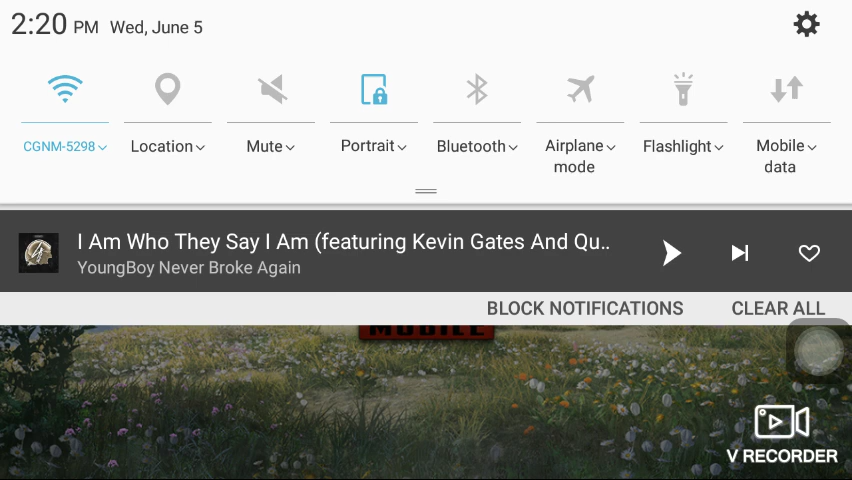 2:20 PM Wed, June 5
CGNM-5298
Location
Mute
Portrait
Bluetooth
Airplane mode
Flashlight
Mobile data
I Am Who They Say I Am (featuring Kevin Gates And Qu..
YoungBoy Never Broke Again
BLOCK NOTIFICATIONS CLEAR ALL
MOBILE
V RECORDER